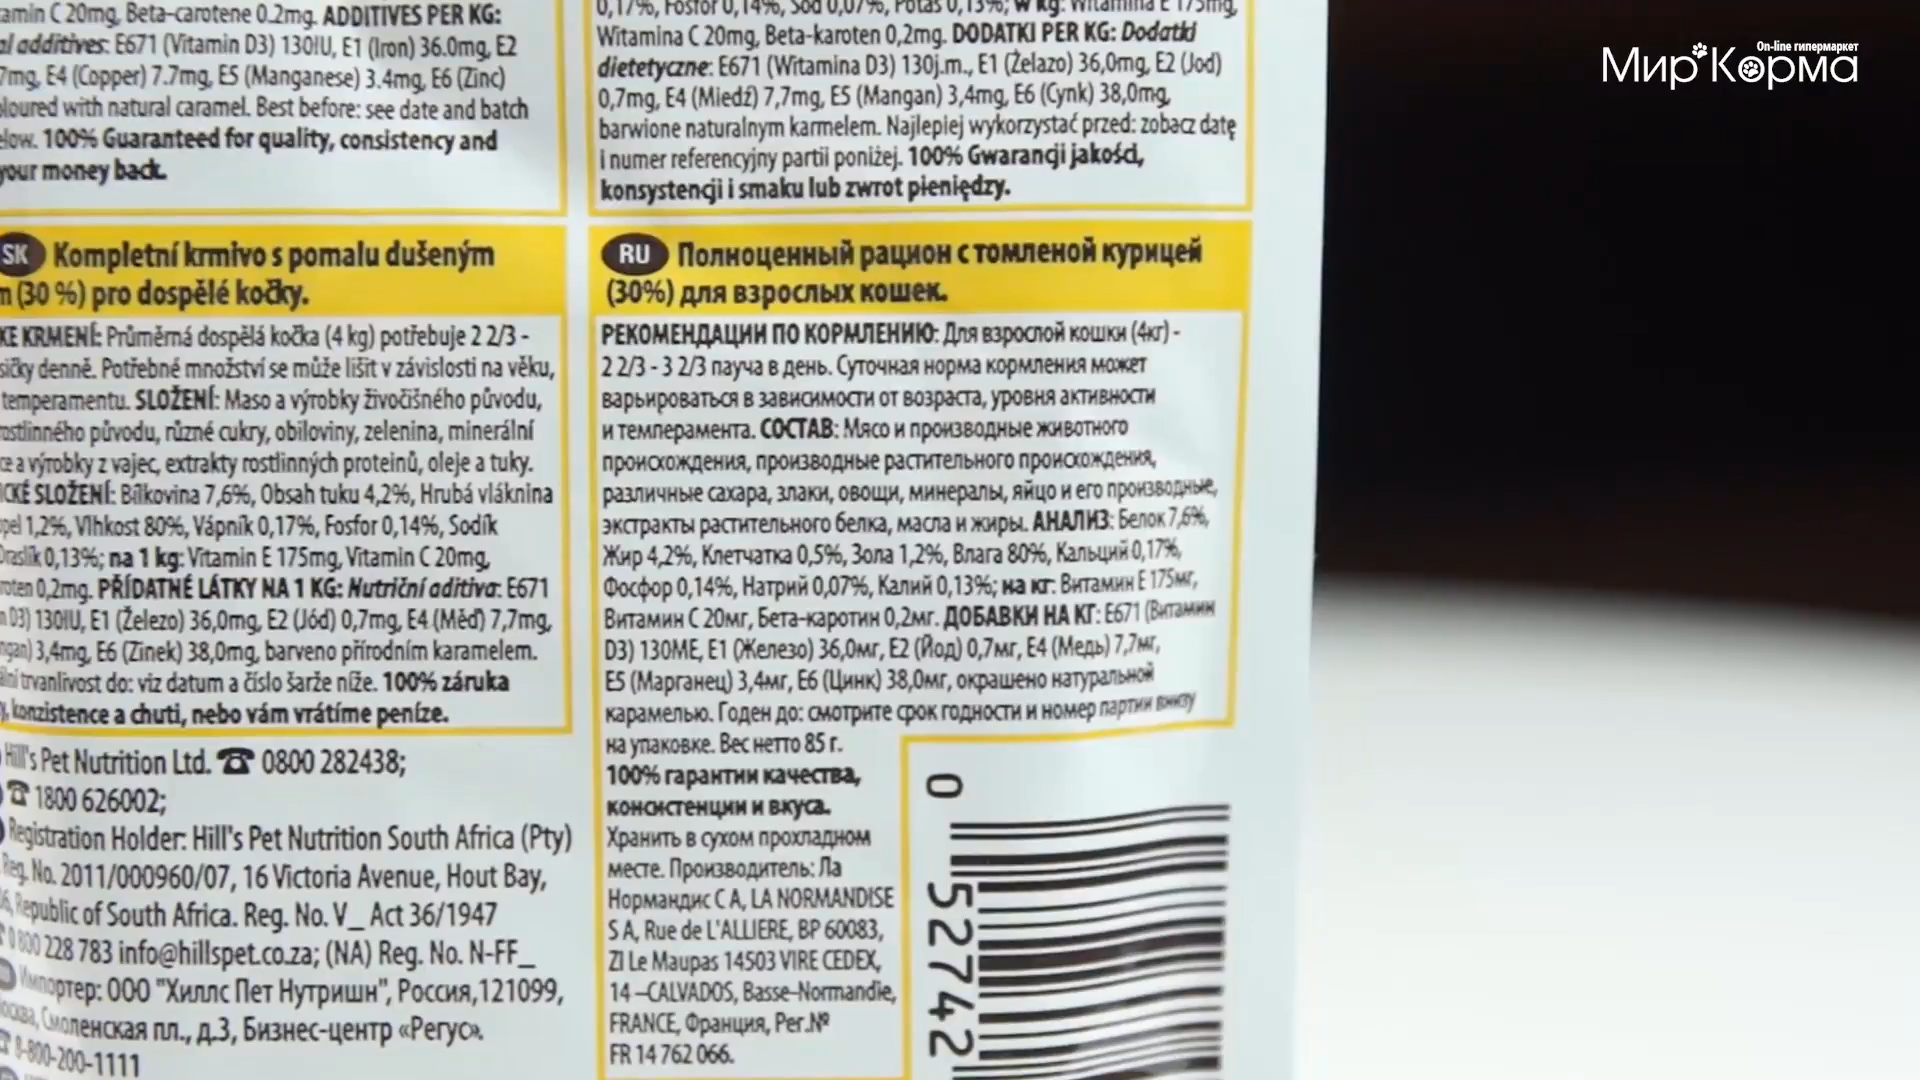 amin C 20mg, Beta-carotene 0.2mg. ADDITIVES PER KG:
al additives: E671 (Vitamin D3) 130IU, E1 (Iron) 36.0mg, E2
7mg, E4 (Copper) 7.7mg, E5 (Manganese) 3.4mg, E6 (Zinc)
loured with natural caramel. Best before: see date and batch
elow. 100% Guaranteed for quality, consistency and
your money back.
0,17%, Fosfor 0,14%, Sód 0,07%, Potas 0,13%; w kg: Witamina E 175mg,
Witamina C 20mg, Beta-karoten 0,2mg. DODATKI PER KG: Dodatki
dietetyczne: E671 (Witamina D3) 130j.m., E1 (Żelazo) 36,0mg, E2 (Jod)
0,7mg, E4 (Miedź) 7,7mg, E5 (Mangan) 3,4mg, E6 (Cynk) 38,0mg,
barwione naturalnym karmelem. Najlepiej wykorzystać przed: zobacz datę
i numer referencyjny partii poniżej. 100% Gwarancji jakości,
konsystencji i smaku lub zwrot pieniędzy.
On-line гипермаркет
Мир Корма
SK Kompletní krmivo s pomalu dušeným
m (30 %) pro dospělé kočky.
KÉ KRMENÍ: Průměrná dospělá kočka (4 kg) potřebuje 2 2/3 -
sičky denně. Potřebné množství se může lišit v závislosti na věku,
temperamentu. SLOŽENÍ: Maso a výrobky živočišného původu,
rostlinného původu, různé cukry, obiloviny, zelenina, minerální
ce a výrobky z vajec, extrakty rostlinných proteinů, oleje a tuky.
ICKÉ SLOŽENÍ: Bílkovina 7,6%, Obsah tuku 4,2%, Hrubá vláknina
opel 1,2%, Vlhkost 80%, Vápník 0,17%, Fosfor 0,14%, Sodík
Draslík 0,13%; na 1 kg: Vitamin E 175mg, Vitamin C 20mg,
roten 0,2mg. PŘÍDATNÉ LÁTKY NA 1 KG: Nutriční aditiva: E671
n D3) 130IU, E1 (Železo) 36,0mg, E2 (Jód) 0,7mg, E4 (Měď) 7,7mg,
ngan) 3,4mg, E6 (Zinek) 38,0mg, barveno přírodním karamelem.
ální trvanlivost do: viz datum a číslo šarže níže. 100% záruka
y, konzistence a chuti, nebo vám vrátíme peníze.
Hill's Pet Nutrition Ltd. ☎ 0800 282438;
☎ 1800 626002;
Registration Holder: Hill's Pet Nutrition South Africa (Pty)
Reg. No. 2011/000960/07, 16 Victoria Avenue, Hout Bay,
06, Republic of South Africa. Reg. No. V_ Act 36/1947
0 800 228 783 info@hillspet.co.za; (NA) Reg. No. N-FF_
Импортер: ООО "Хиллс Пет Нутришн", Россия,121099,
осква, Смоленская пл., д.3, Бизнес-центр «Регус».
☎ 8-800-200-1111
RU Полноценный рацион с томленой курицей
(30%) для взрослых кошек.
РЕКОМЕНДАЦИИ ПО КОРМЛЕНИЮ: Для взрослой кошки (4кг) -
2 2/3 - 3 2/3 пауча в день. Суточная норма кормления может
варьироваться в зависимости от возраста, уровня активности
и темперамента. СОСТАВ: Мясо и производные животного
происхождения, производные растительного происхождения,
различные сахара, злаки, овощи, минералы, яйцо и его производные,
экстракты растительного белка, масла и жиры. АНАЛИЗ: Белок 7,6%,
Жир 4,2%, Клетчатка 0,5%, Зола 1,2%, Влага 80%, Кальций 0,17%,
Фосфор 0,14%, Натрий 0,07%, Калий 0,13%; на кг: Витамин Е 175мг,
Витамин С 20мг, Бета-каротин 0,2мг. ДОБАВКИ НА КГ: Е671 (Витамин
D3) 130МЕ, Е1 (Железо) 36,0мг, Е2 (Йод) 0,7мг, Е4 (Медь) 7,7мг,
Е5 (Марганец) 3,4мг, Е6 (Цинк) 38,0мг, окрашено натуральной
карамелью. Годен до: смотрите срок годности и номер партии внизу
на упаковке. Вес нетто 85 г.
100% гарантии качества,
консистенции и вкуса.
Хранить в сухом прохладном
месте. Производитель: Ла
Нормандис С А, LA NORMANDISE
S A, Rue de L'ALLIERE, BP 60083,
ZI Le Maupas 14503 VIRE CEDEX,
14 –CALVADOS, Basse-Normandie,
FRANCE, Франция, Рег.№
FR 14 762 066.
0 52742